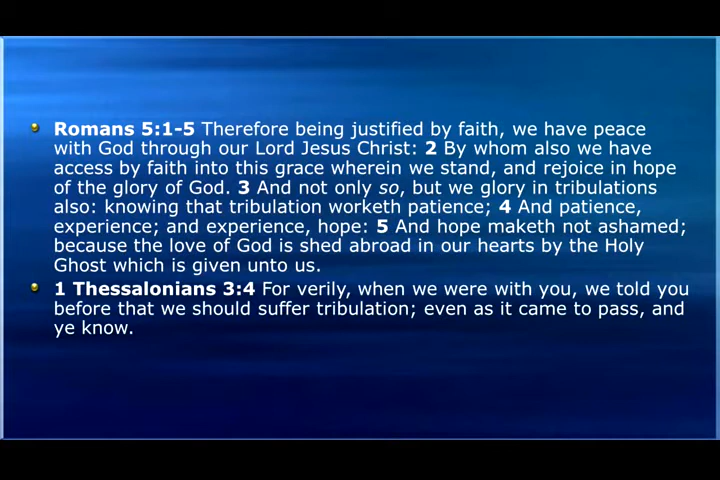 Romans 5:1-5 Therefore being justified by faith, we have peace
with God through our Lord Jesus Christ: 2 By whom also we have
access by faith into this grace wherein we stand, and rejoice in hope
of the glory of God. 3 And not only so, but we glory in tribulations
also: knowing that tribulation worketh patience; 4 And patience,
experience; and experience, hope: 5 And hope maketh not ashamed;
because the love of God is shed abroad in our hearts by the Holy
Ghost which is given unto us.
1 Thessalonians 3:4 For verily, when we were with you, we told you
before that we should suffer tribulation; even as it came to pass, and
ye know.